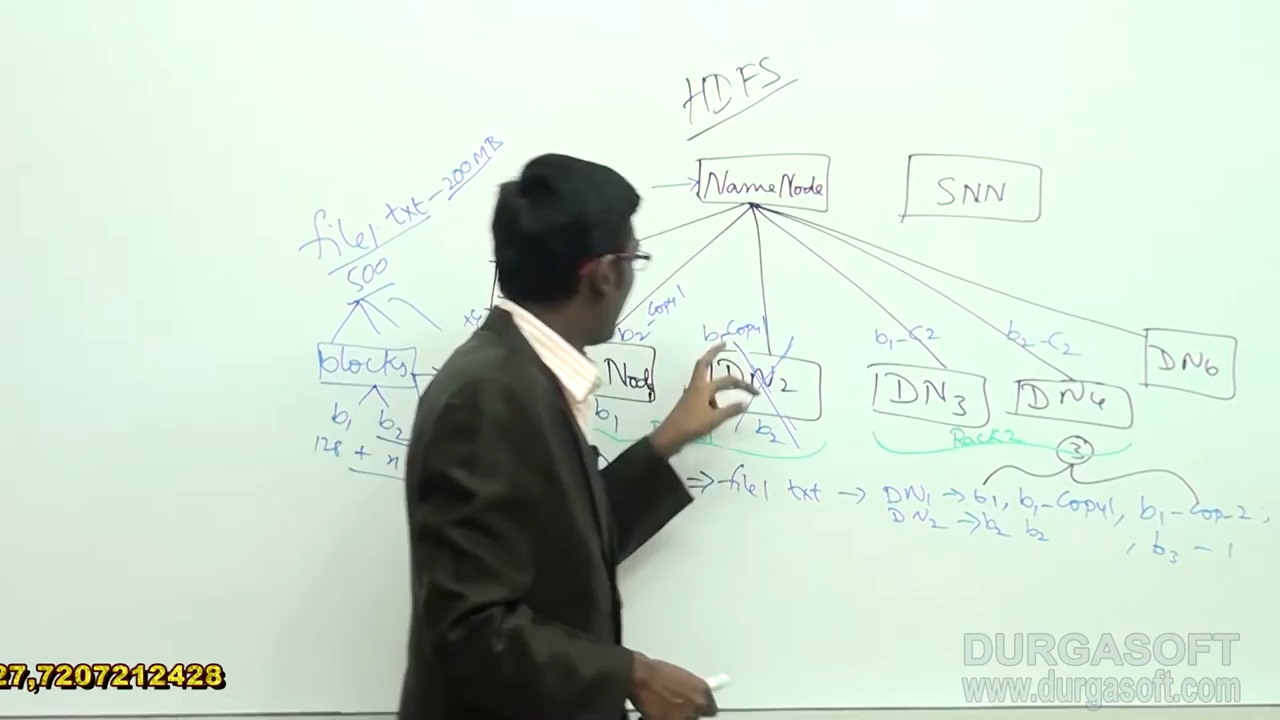 HDFS
NameNode
SNN
file1.txt - 200MB
500
blocks
b1 b2
128 +
b2-copy1
Node
b1
b1-copy1
DN2
b2
b1-c2
DN3
b2-c2
DN4
DN6
Rack2
3
⇒ file1.txt → DN1 → b1, b1-copy1, b1-cop-2;
DN2 → b2 b2 , b3 - 1
27,7207212428
DURGASOFT
www.durgasoft.com